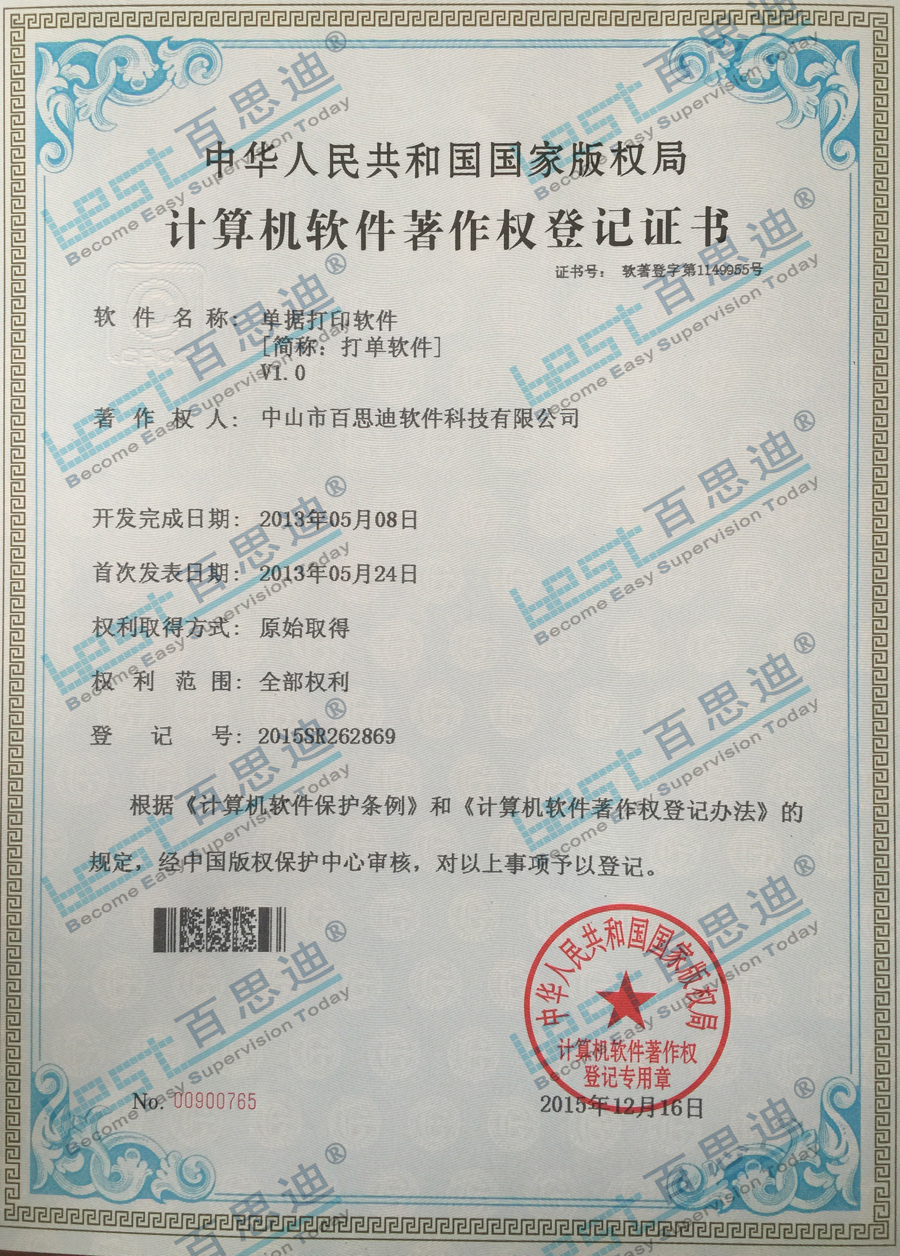 中华人民共和国国家版权局
计算机软件著作权登记证书
证书号： 软著登字第1149955号
软件名称： 单据打印软件
[简称：打单软件]
V1.0
著作权人： 中山市百思迪软件科技有限公司
开发完成日期： 2013年05月08日
首次发表日期： 2013年05月24日
权利取得方式： 原始取得
权利范围： 全部权利
登记号： 2015SR262869
根据《计算机软件保护条例》和《计算机软件著作权登记办法》的
规定，经中国版权保护中心审核，对以上事项予以登记。
中华人民共和国国家版权局
计算机软件著作权
登记专用章
No. 00900765
2015年12月16日
百思迪®
Become Easy Supervision Today